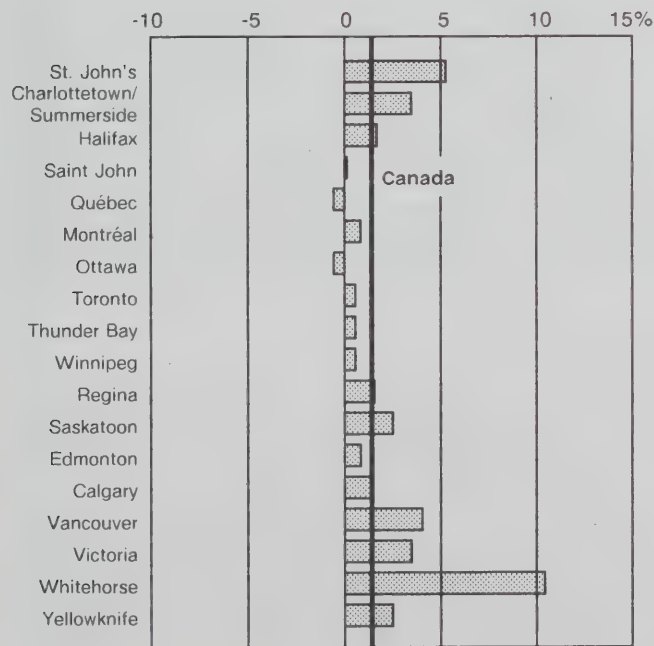 -10 -5 0 5 10 15%
St. John's
Charlottetown/
Summerside
Halifax
Saint John
Canada
Québec
Montréal
Ottawa
Toronto
Thunder Bay
Winnipeg
Regina
Saskatoon
Edmonton
Calgary
Vancouver
Victoria
Whitehorse
Yellowknife